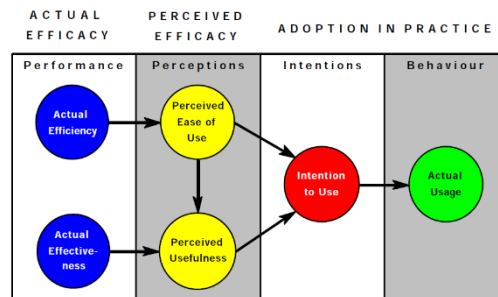 ACTUAL EFFICACY
PERCEIVED EFFICACY
ADOPTION IN PRACTICE
Performance
Perceptions
Intentions
Behaviour
Actual
Efficiency
Perceived
Ease of
Use
Intention
to Use
Actual
Usage
Actual
Effective-
ness
Perceived
Usefulness